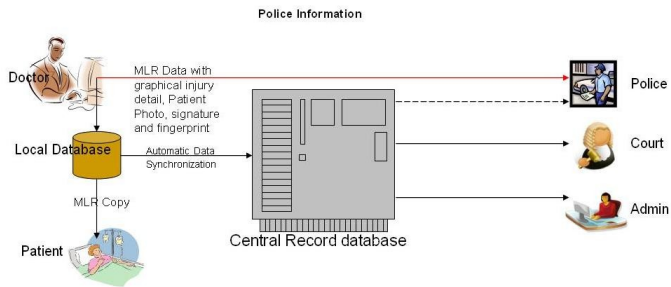 Police Information
Doctor
MLR Data with
graphical injury
detail, Patient
Photo, signature
and fingerprint
Police
Local Database
Automatic Data
Synchronization
Court
MLR Copy
Admin
Patient
Central Record database